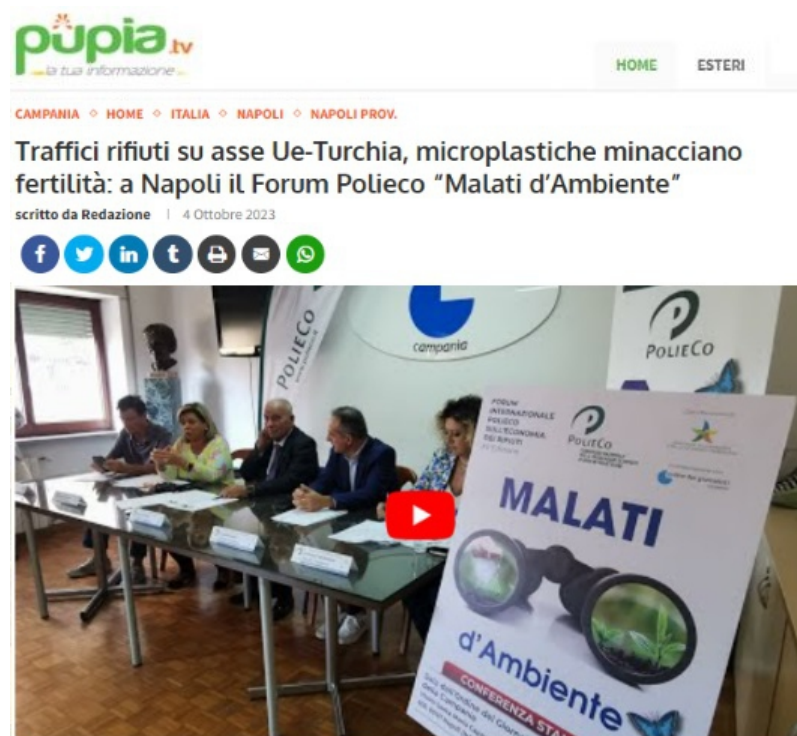 pupia.tv
la tua informazione
HOME ESTERI
CAMPANIA ◇ HOME ◇ ITALIA ◇ NAPOLI ◇ NAPOLI PROV.
Traffici rifiuti su asse Ue-Turchia, microplastiche minacciano
fertilità: a Napoli il Forum Polieco “Malati d’Ambiente”
scritto da Redazione | 4 Ottobre 2023
POLIECO
campania
POLIECO
FORUM
INTERNAZIONALE
POLIECO
SULL'ECONOMIA
DEI RIFIUTI
POLIECO
MALATI
d'Ambiente
CONFERENZA